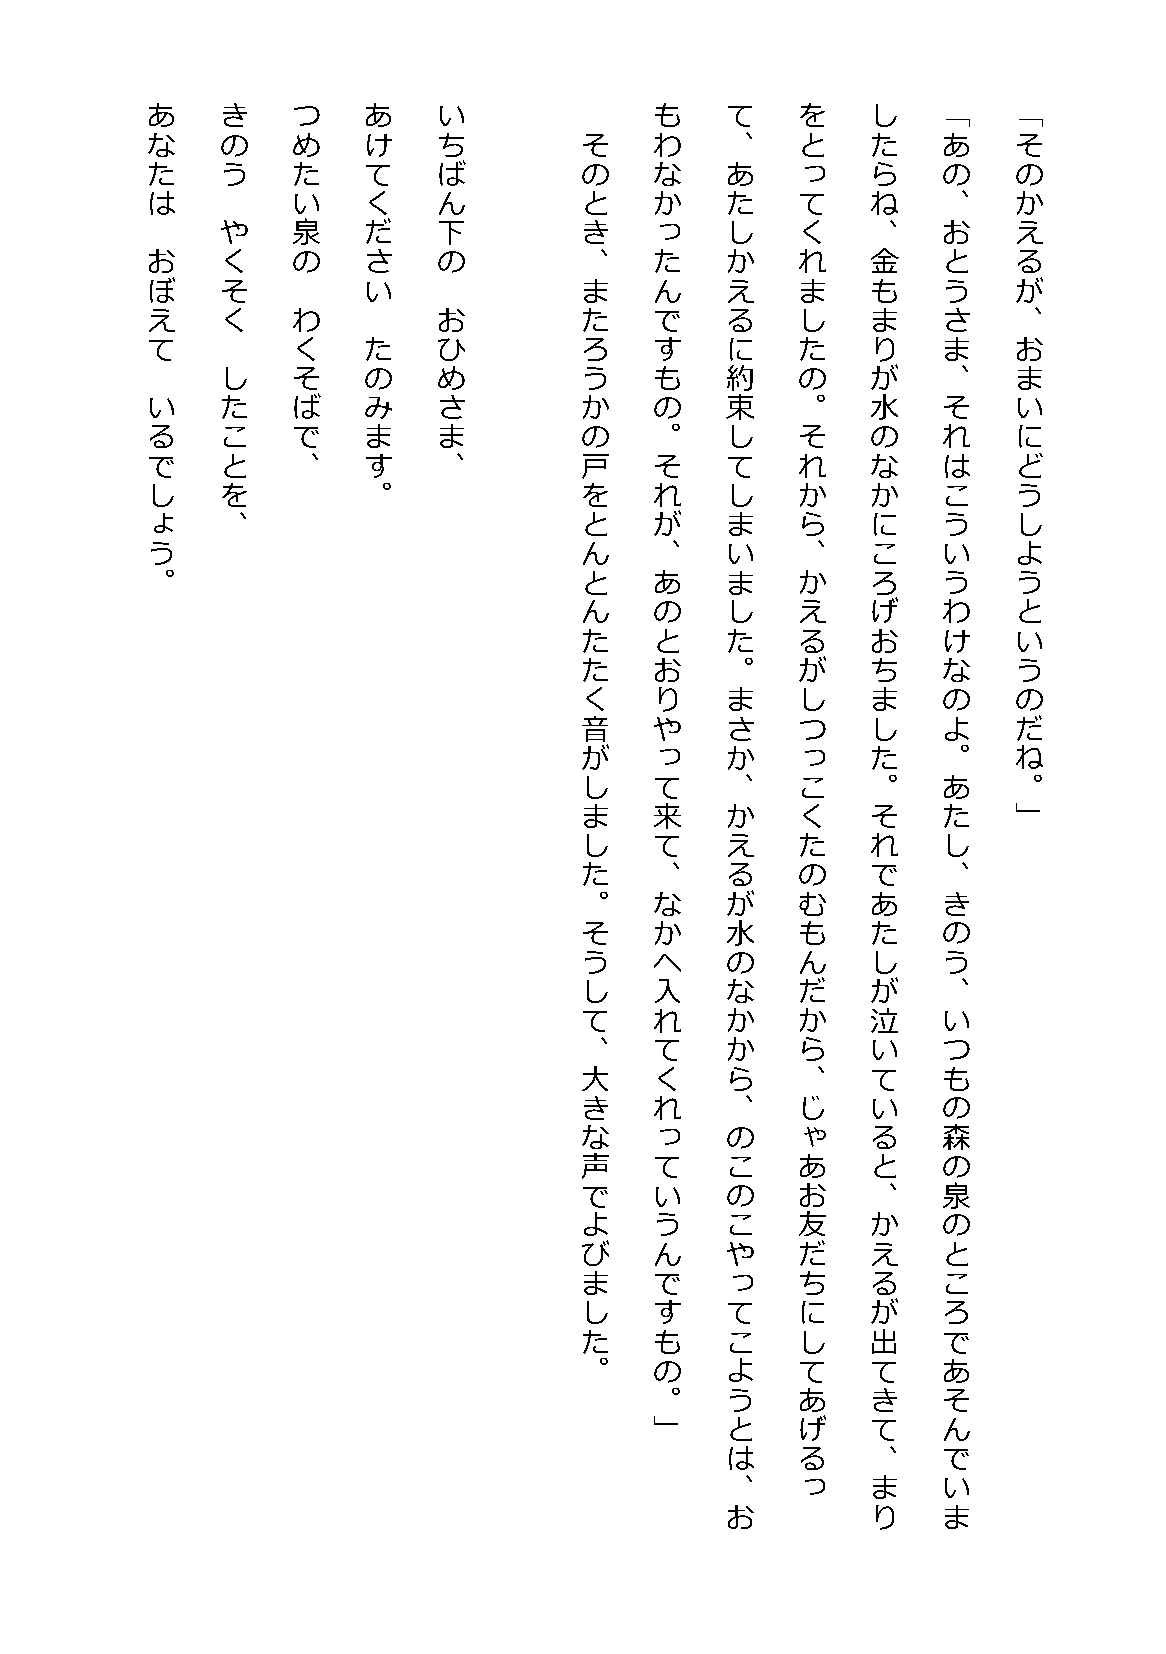 「そのかえるが、おまいにどうしようというのだね。」
「あの、おとうさま、それはこういうわけなのよ。あたし、きのう、いつもの森の泉のところであそんでいま
したらね、金もまりが水のなかにころげおちました。それであたしが泣いていると、かえるが出てきて、まり
をとってくれましたの。それから、かえるがしつっこくたのむもんだから、じゃあお友だちにしてあげるっ
て、あたしかえるに約束してしまいました。まさか、かえるが水のなかから、のこのこやってこようとは、お
もわなかったんですもの。それが、あのとおりやって来て、なかへ入れてくれっていうんですもの。」
　そのとき、またろうかの戸をとんとんたたく音がしました。そうして、大きな声でよびました。
いちばん下の　おひめさま、
あけてください　たのみます。
つめたい泉の　わくそばで、
きのう　やくそく　したことを、
あなたは　おぼえて　いるでしょう。